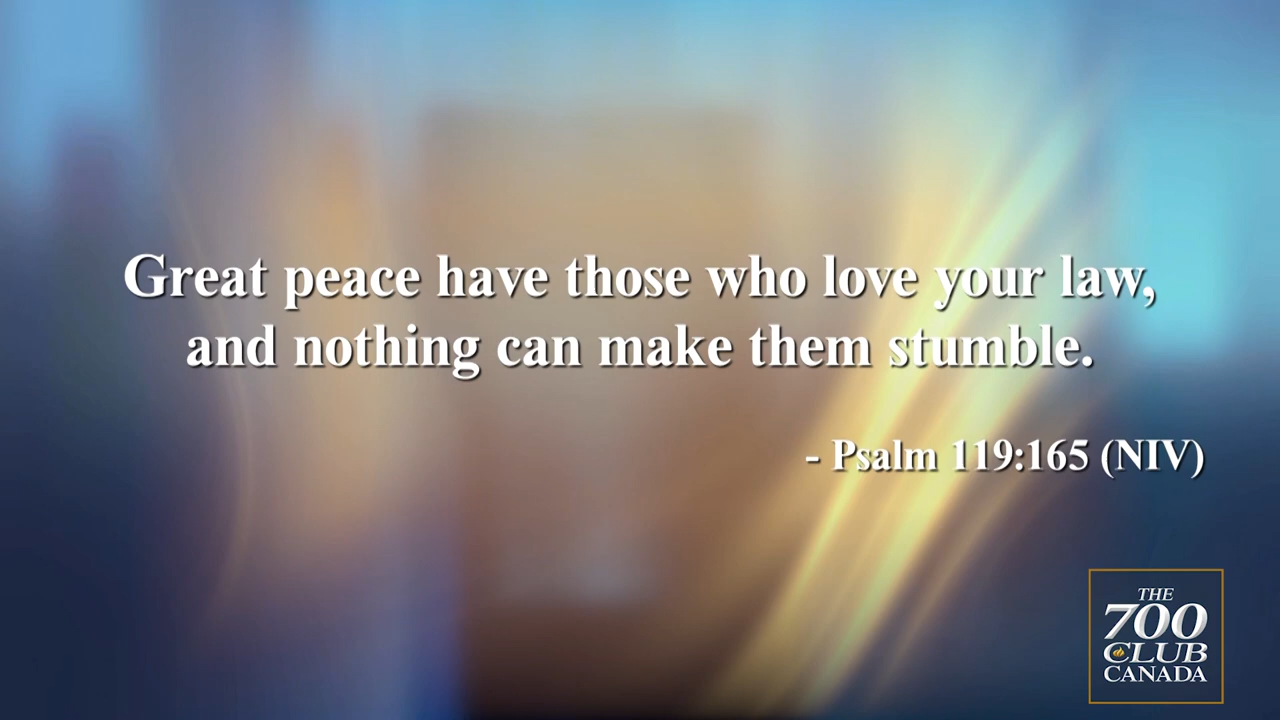 Great peace have those who love your law,
and nothing can make them stumble.
- Psalm 119:165 (NIV)
THE
700
CLUB
CANADA